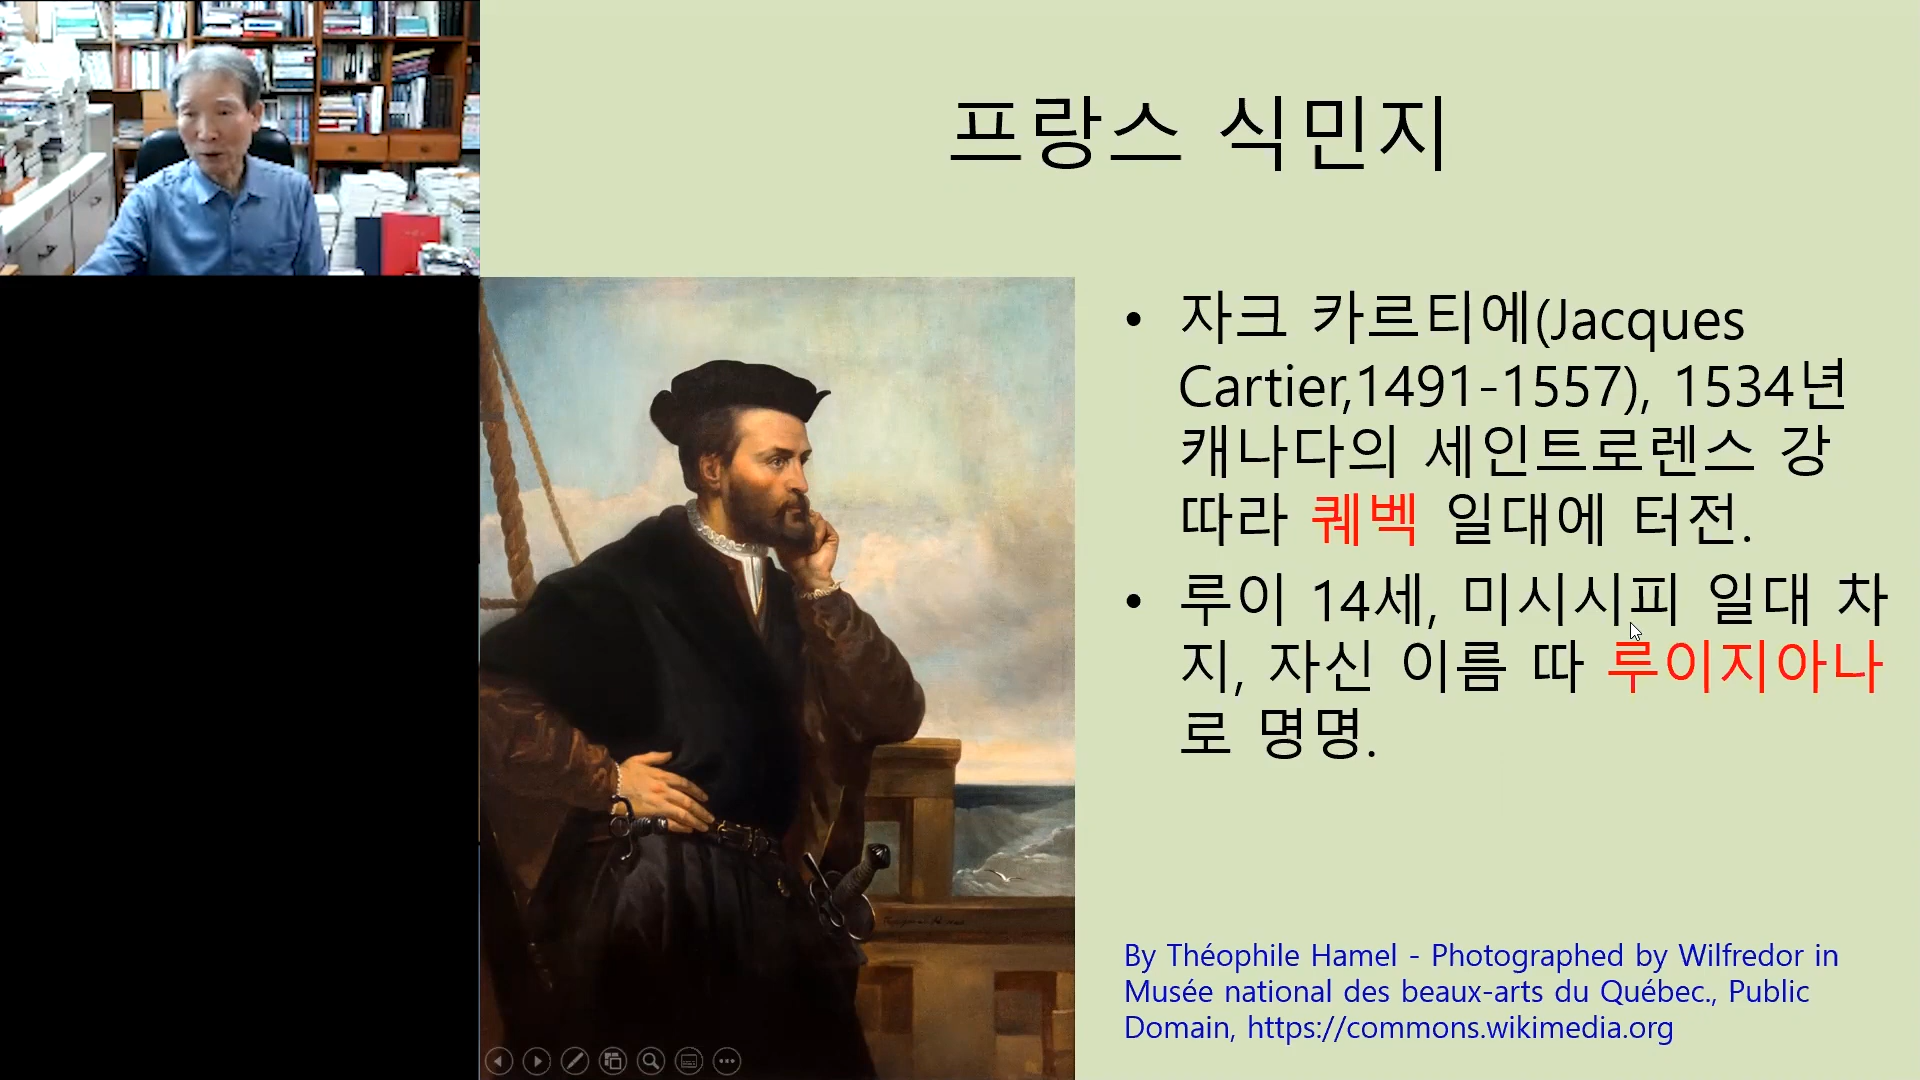 프랑스 식민지
• 자크 카르티에(Jacques
Cartier,1491-1557), 1534년
캐나다의 세인트로렌스 강
따라 퀘벡 일대에 터전.
• 루이 14세, 미시시피 일대 차
지, 자신 이름 따 루이지아나
로 명명.
By Théophile Hamel - Photographed by Wilfredor in
Musée national des beaux-arts du Québec., Public
Domain, https://commons.wikimedia.org